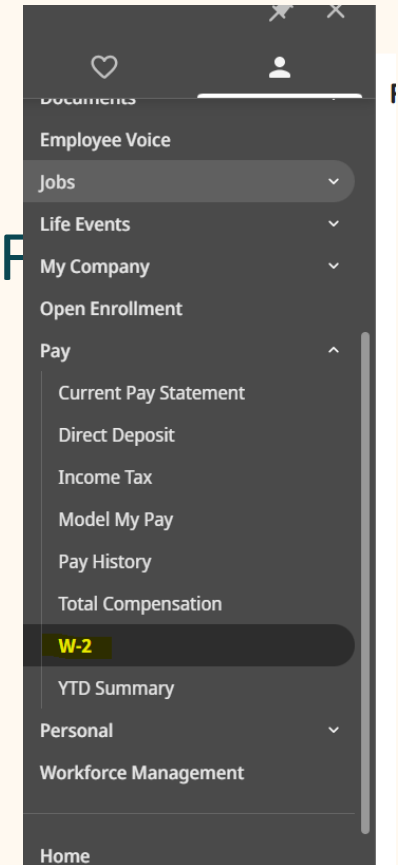 Documents
Employee Voice
Jobs
Life Events
My Company
Open Enrollment
Pay
Current Pay Statement
Direct Deposit
Income Tax
Model My Pay
Pay History
Total Compensation
W-2
YTD Summary
Personal
Workforce Management
Home